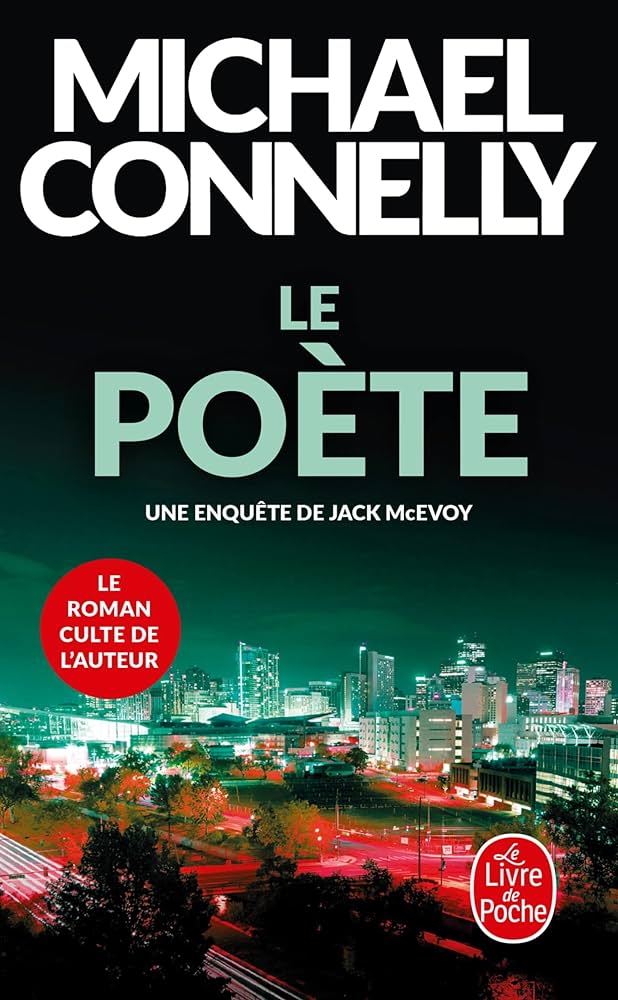 MICHAEL
CONNELLY
LE
POÈTE
UNE ENQUÊTE DE JACK McEVOY
LE
ROMAN
CULTE DE
L'AUTEUR
Le
Livre
de
Poche